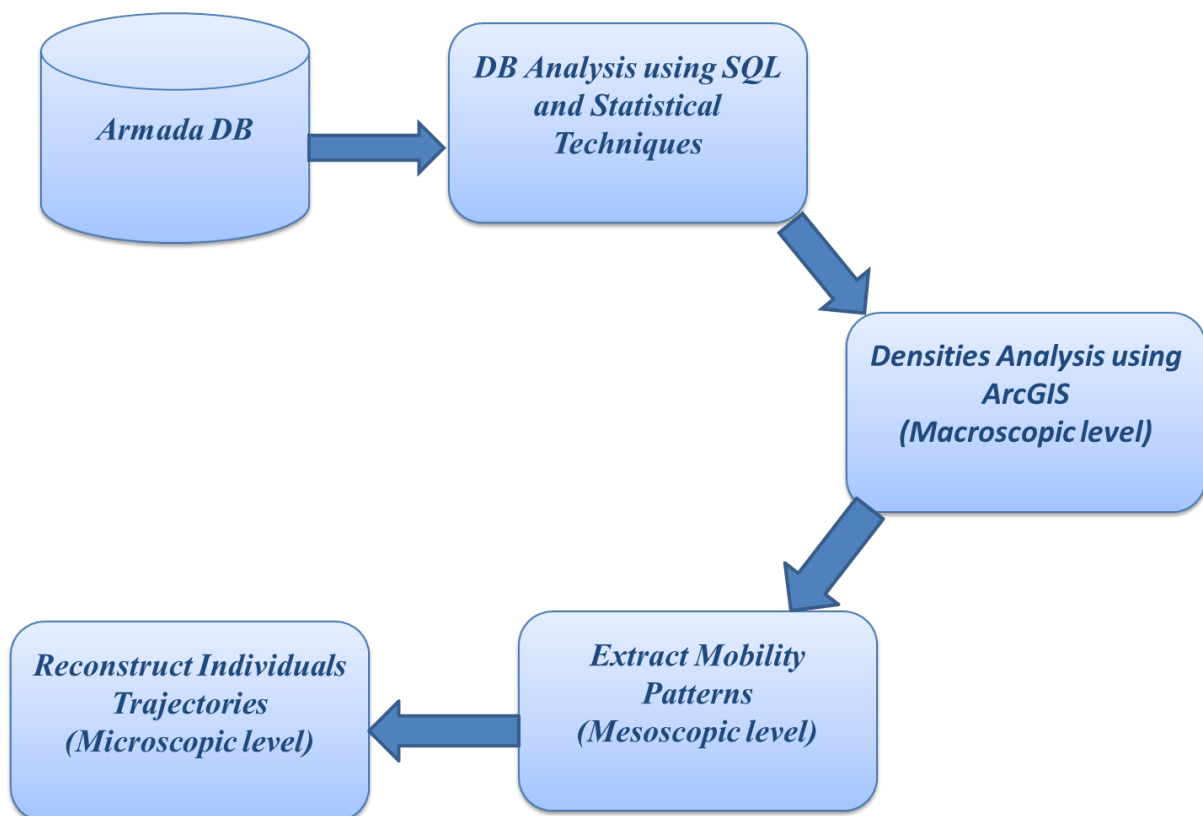 Armada DB
DB Analysis using SQL
and Statistical
Techniques
Densities Analysis using
ArcGIS
(Macroscopic level)
Extract Mobility
Patterns
(Mesoscopic level)
Reconstruct Individuals
Trajectories
(Microscopic level)